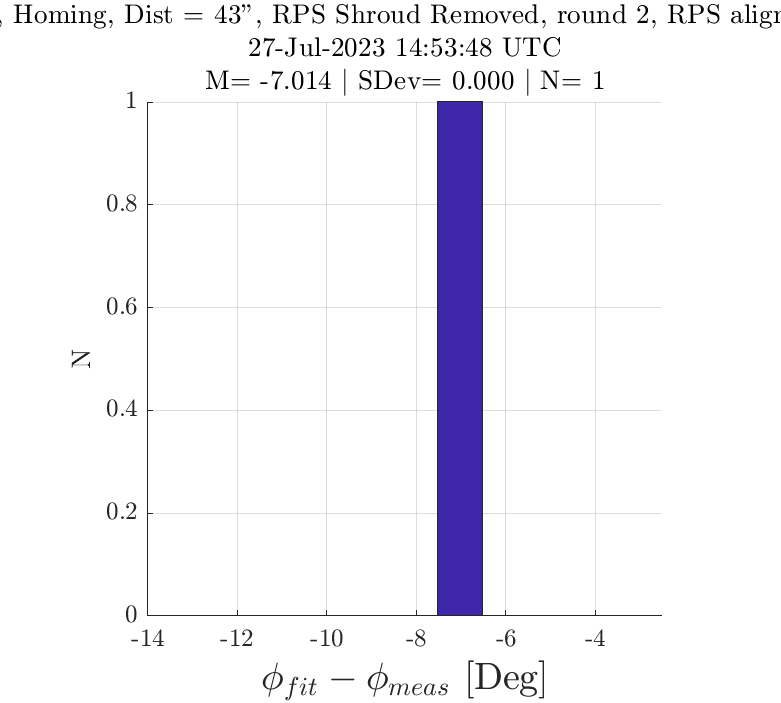 , Homing, Dist = 43", RPS Shroud Removed, round 2, RPS align
27-Jul-2023 14:53:48 UTC
M= -7.014 | SDev= 0.000 | N= 1
1
0.8
0.6
0.4
0.2
0
N
-14 -12 -10 -8 -6 -4
ϕfit − ϕmeas [Deg]